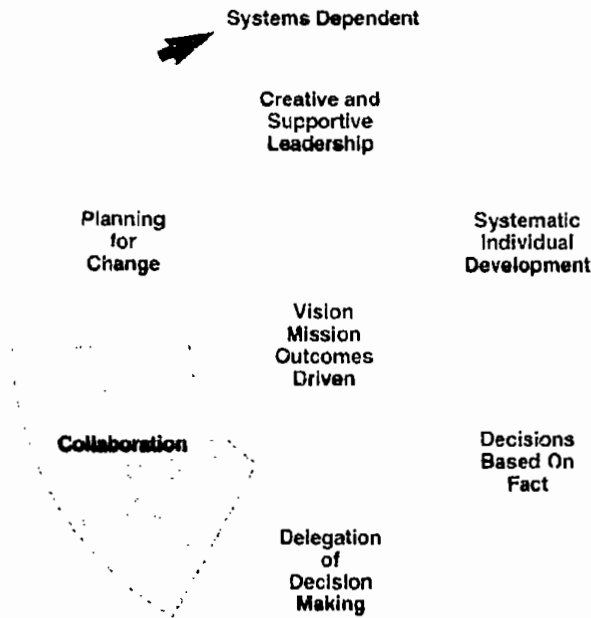 Systems Dependent
Creative and
Supportive
Leadership
Planning
for
Change
Systematic
Individual
Development
Vision
Mission
Outcomes
Driven
Collaboration
Decisions
Based On
Fact
Delegation
of
Decision
Making